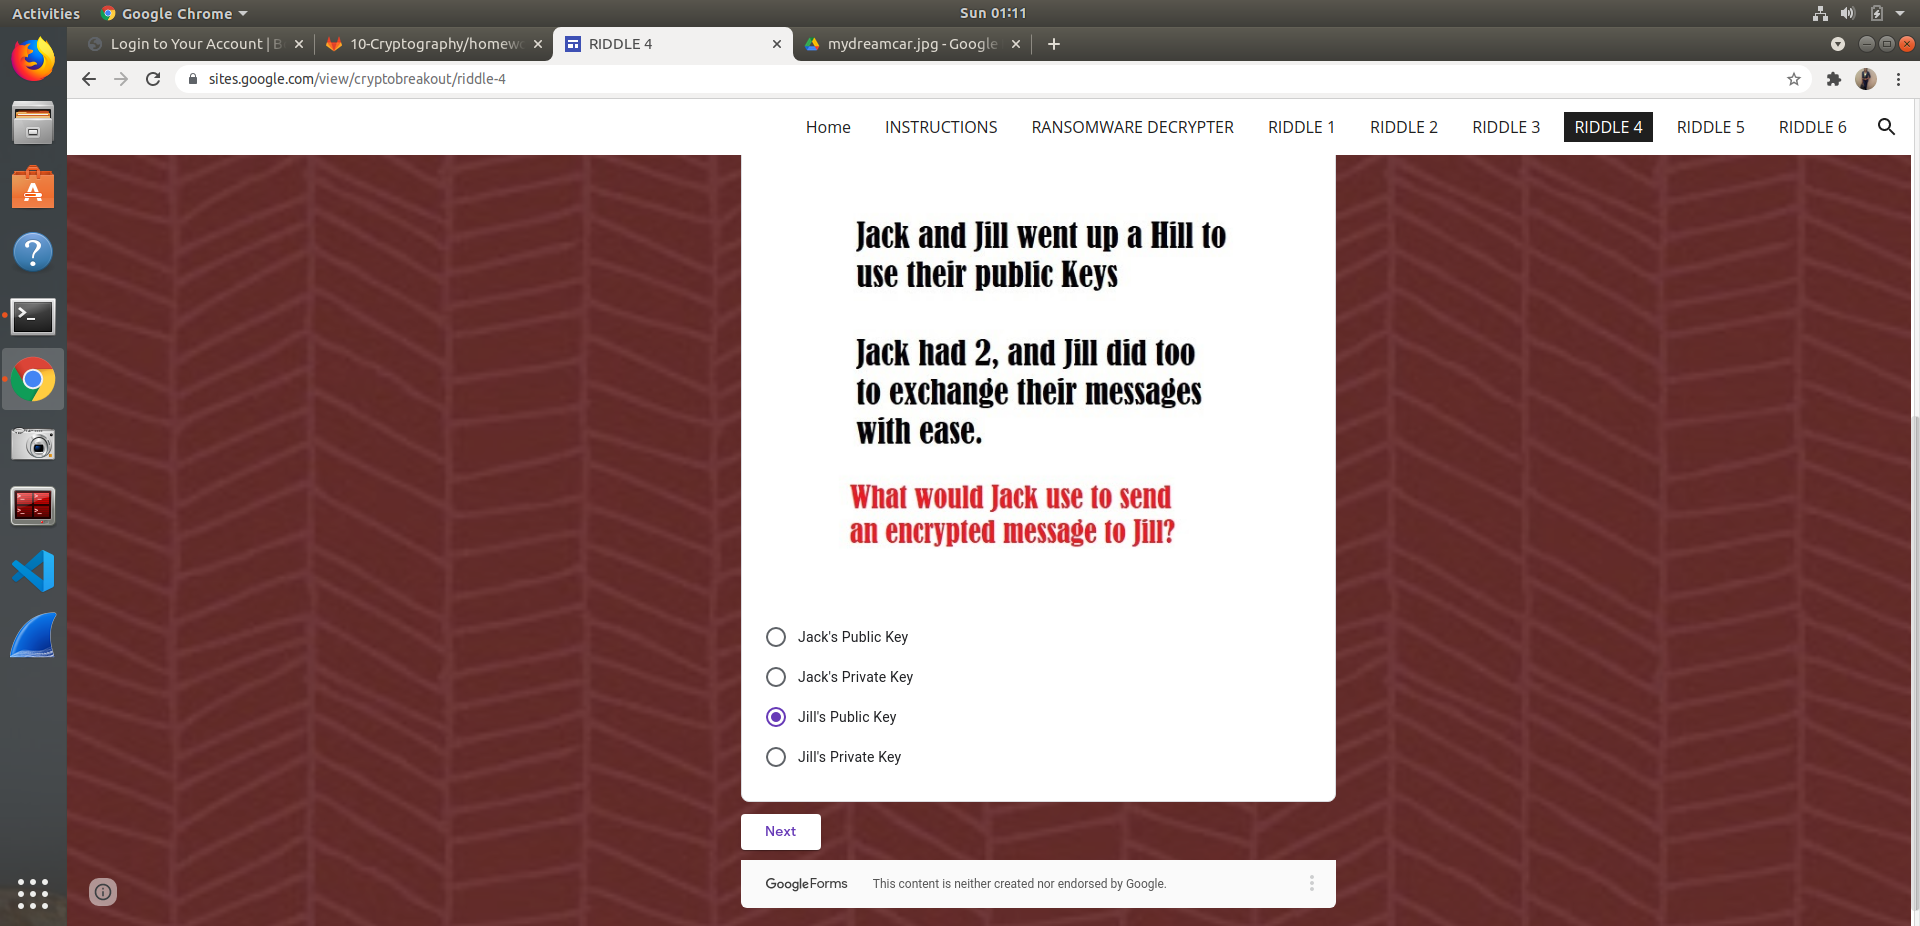 Activities
Google Chrome
Sun 01:11
Login to Your Account | B
10-Cryptography/homew
RIDDLE 4
mydreamcar.jpg - Google
sites.google.com/view/cryptobreakout/riddle-4
Home
INSTRUCTIONS
RANSOMWARE DECRYPTER
RIDDLE 1
RIDDLE 2
RIDDLE 3
RIDDLE 4
RIDDLE 5
RIDDLE 6
Jack and Jill went up a Hill to
use their public Keys
Jack had 2, and Jill did too
to exchange their messages
with ease.
What would Jack use to send
an encrypted message to Jill?
Jack's Public Key
Jack's Private Key
Jill's Public Key
Jill's Private Key
Next
Google Forms
This content is neither created nor endorsed by Google.